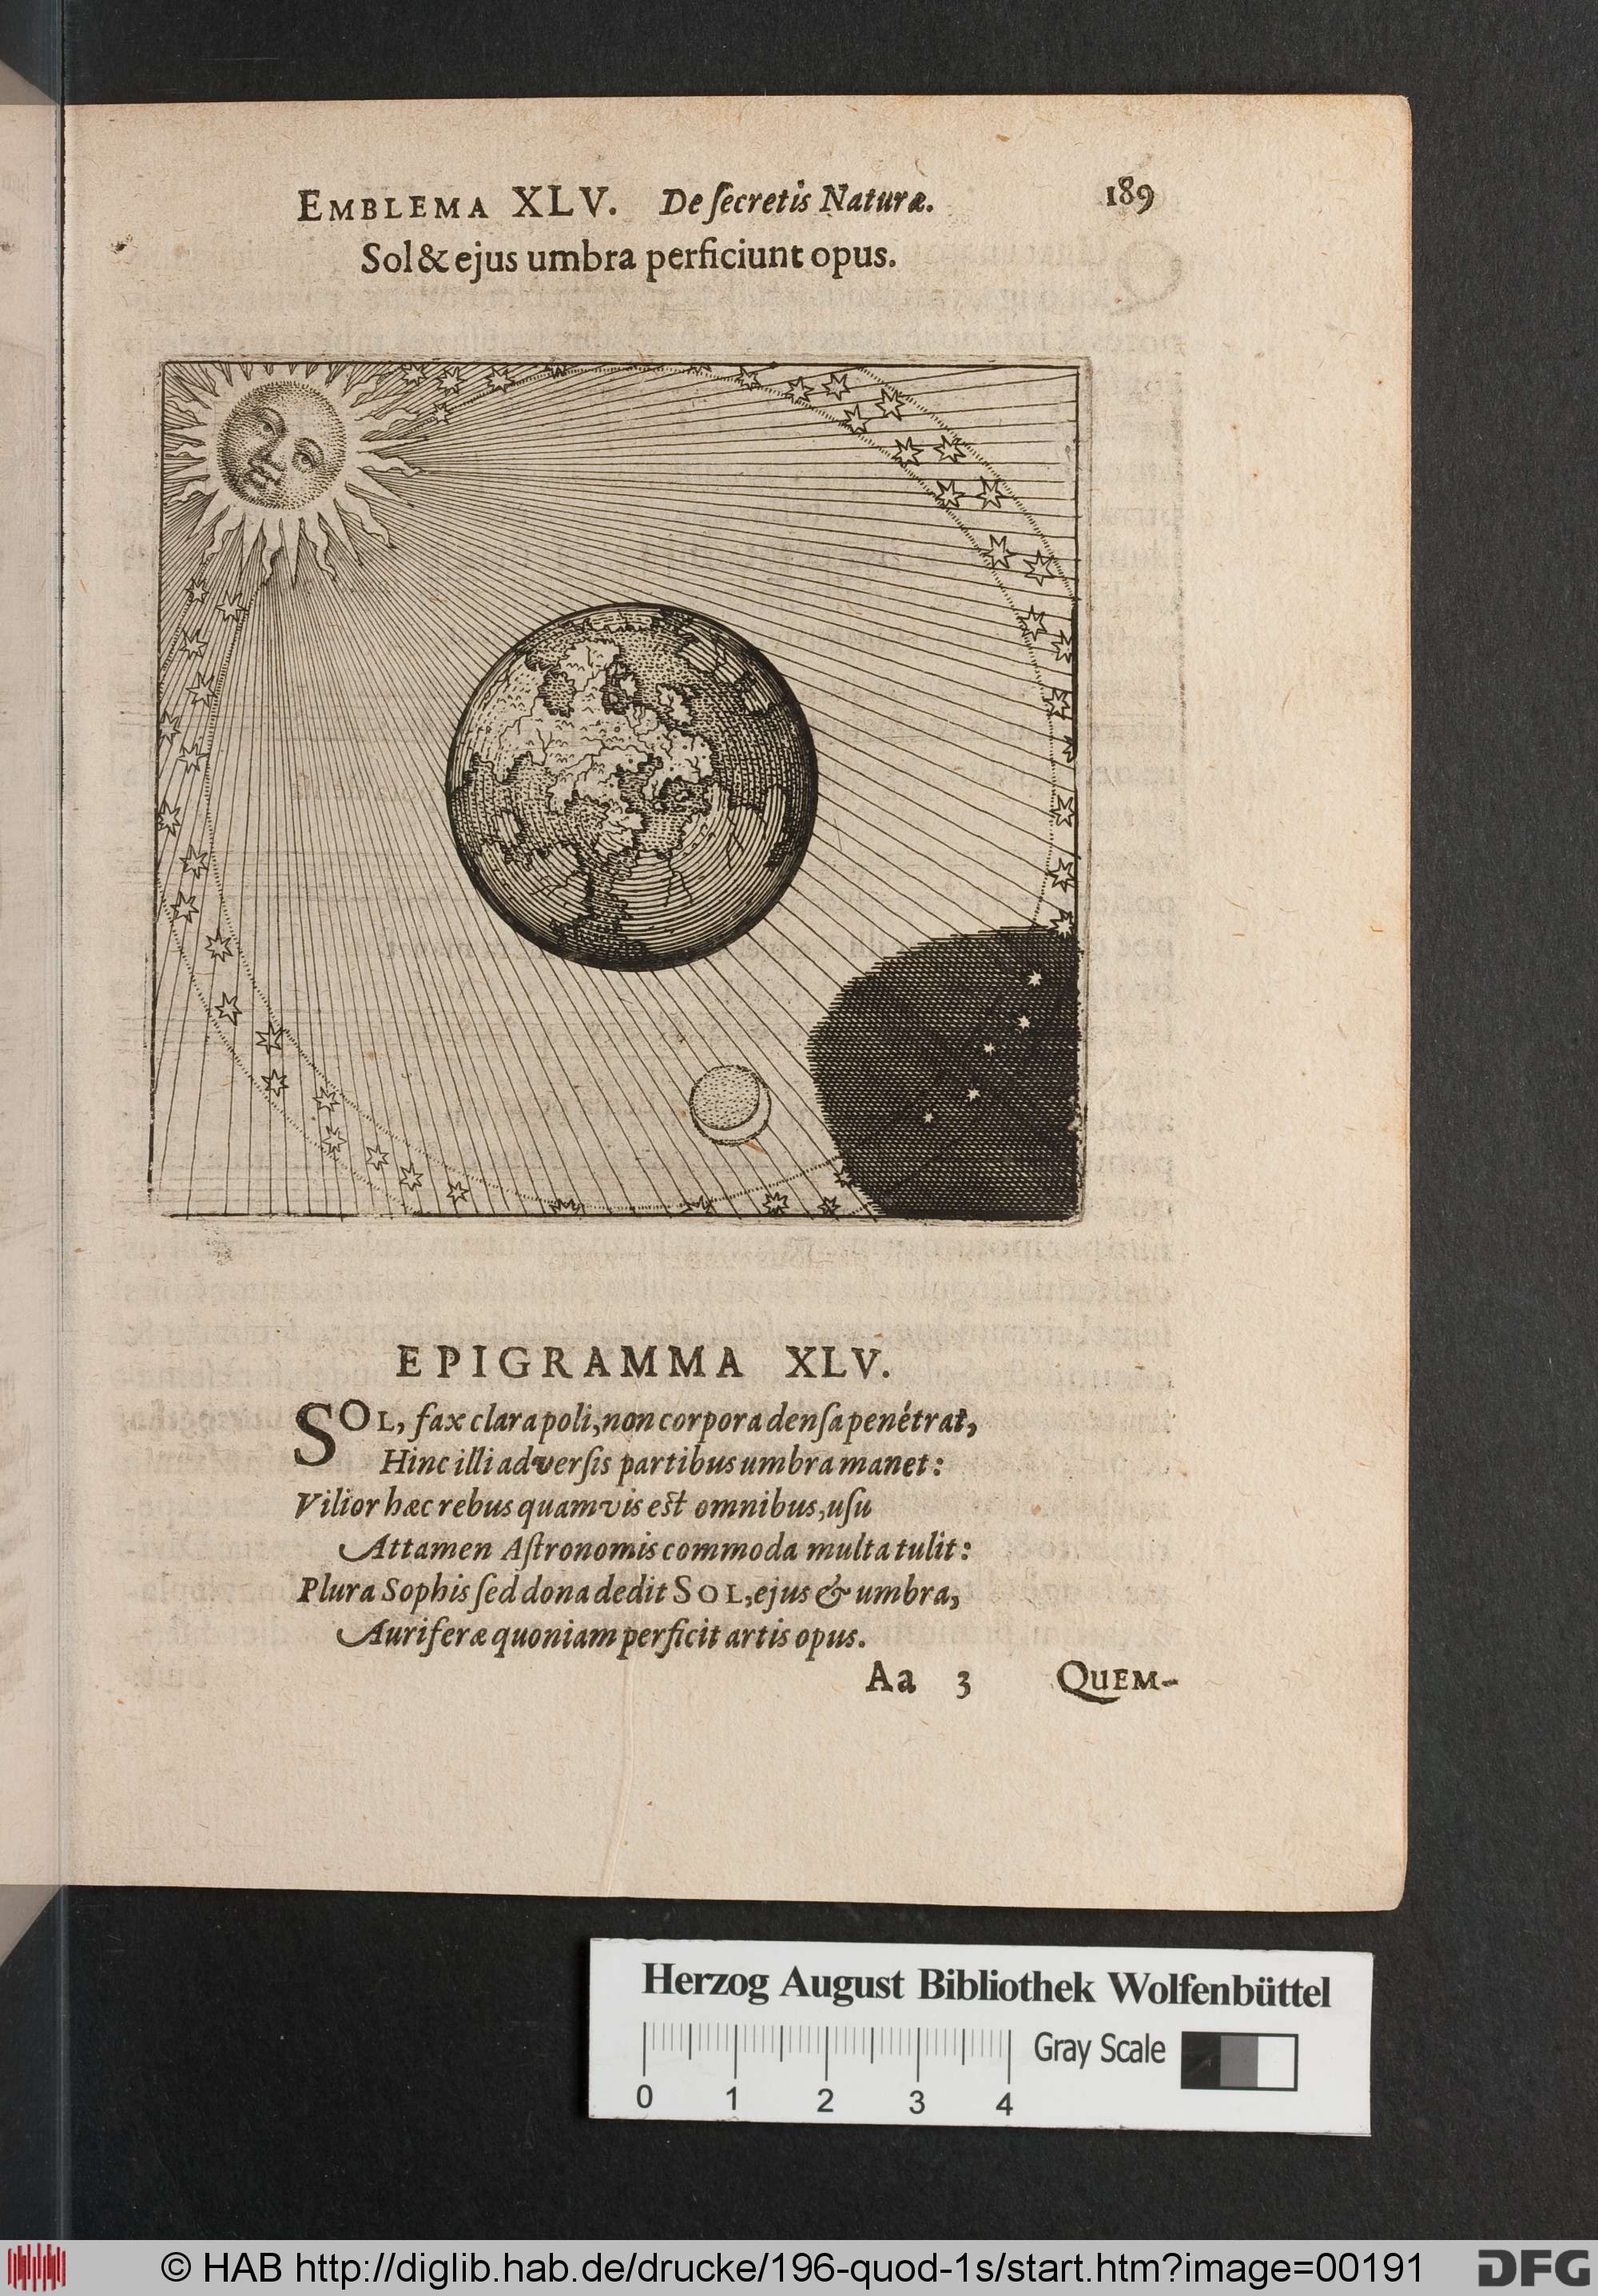 EMBLEMA XLV. De ſecretis Naturæ. 189
Sol & ejus umbra perficiunt opus.
EPIGRAMMA XLV.
SOL, fax clara poli, non corpora denſa penétrat,
Hinc illi adverſis partibus umbra manet:
Vilior hæc rebus quamvis est omnibus, uſu
Attamen Aſtronomis commoda multa tulit:
Plura Sophis ſed dona dedit SOL, ejus & umbra,
Auriferæ quoniam perficit artis opus.
Aa 3 QUEM-
Herzog August Bibliothek Wolfenbüttel
Gray Scale
0 1 2 3 4
© HAB http://diglib.hab.de/drucke/196-quod-1s/start.htm?image=00191 DFG